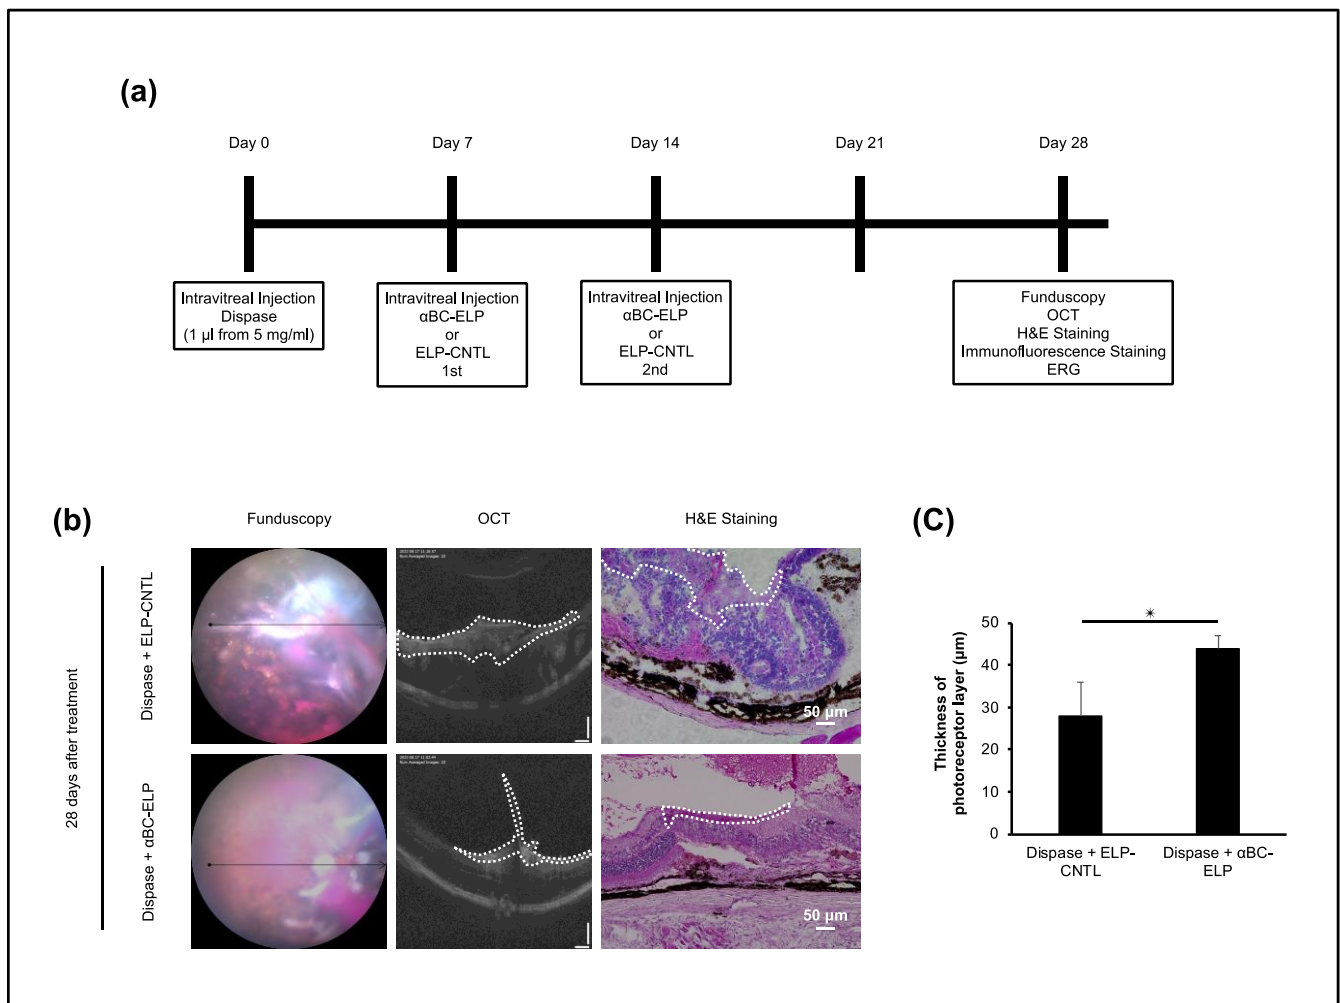 (a)
Day 0
Day 7
Day 14
Day 21
Day 28
Intravitreal Injection
Dispase
(1 µl from 5 mg/ml)
Intravitreal Injection
αBC-ELP
or
ELP-CNTL
1st
Intravitreal Injection
αBC-ELP
or
ELP-CNTL
2nd
Funduscopy
OCT
H&E Staining
Immunofluorescence Staining
ERG
(b)
Funduscopy
OCT
H&E Staining
28 days after treatment
Dispase + ELP-CNTL
50 µm
Dispase + αBC-ELP
50 µm
(C)
✶
Thickness of
photoreceptor layer (µm)
50
40
30
20
10
0
Dispase + ELP-
CNTL
Dispase + αBC-
ELP